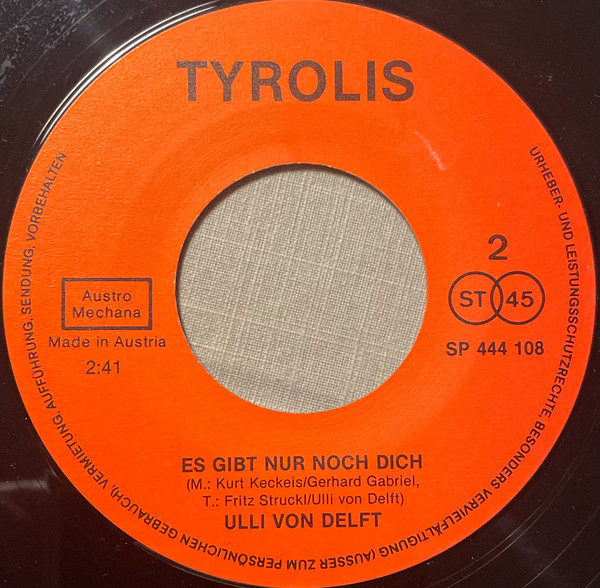 TYROLIS
URHEBER- UND LEISTUNGSSCHUTZRECHTE, BESONDERS VERVIELFÄLTIGUNG (AUSSER ZUM PERSÖNLICHEN GEBRAUCH), VERMIETUNG, AUFFÜHRUNG, SENDUNG, VORBEHALTEN
Austro
Mechana
Made in Austria
2:41
2
ST 45
SP 444 108
ES GIBT NUR NOCH DICH
(M.: Kurt Keckeis/Gerhard Gabriel,
T.: Fritz Struckl/Ulli von Delft)
ULLI VON DELFT